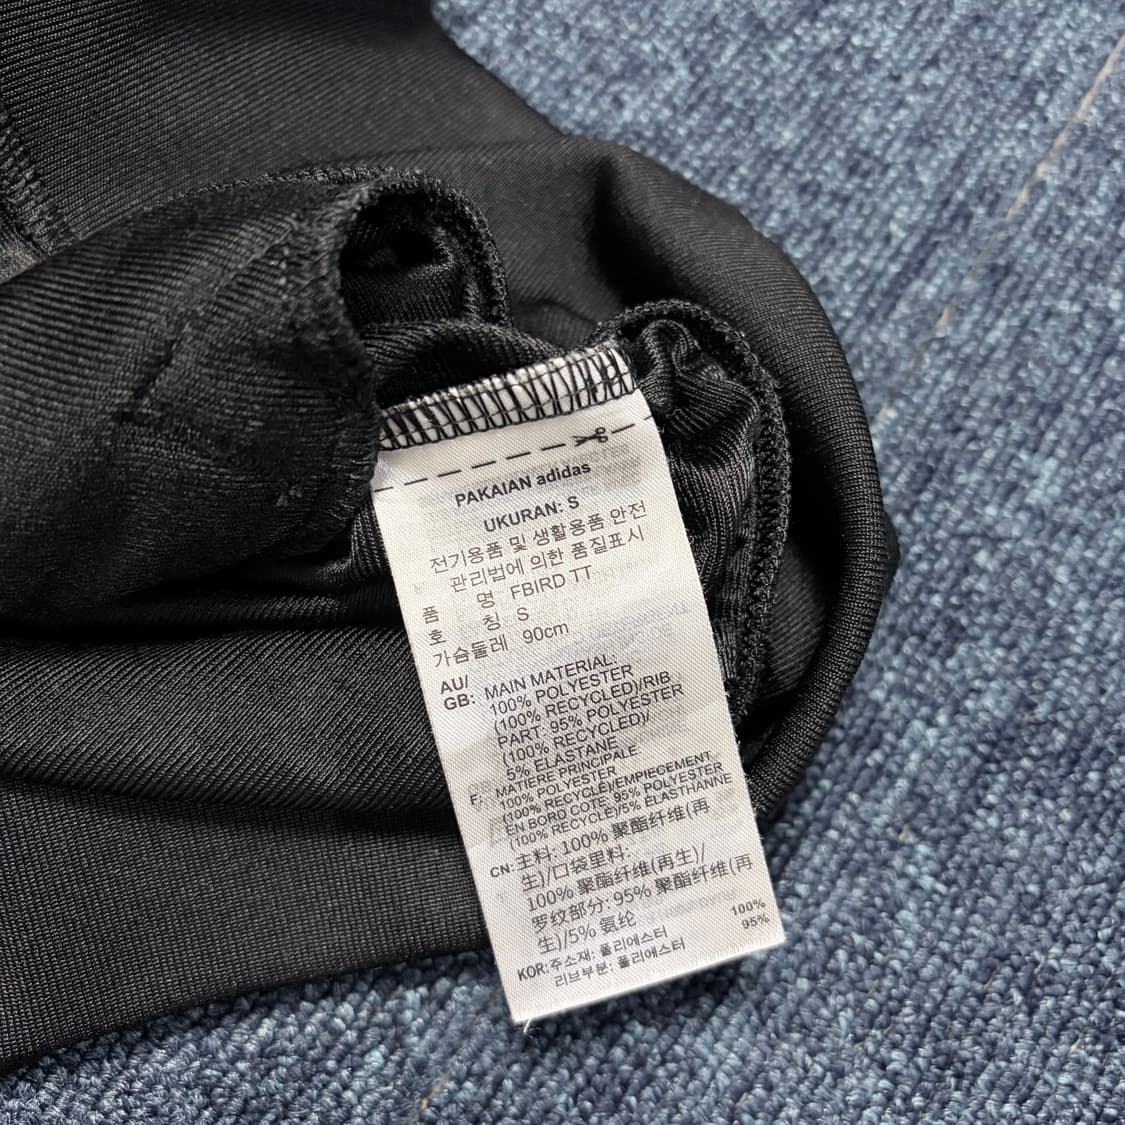 PAKAIAN adidas
UKURAN: S
전기용품 및 생활용품 안전
관리법에 의한 품질표시
품 명 FBIRD TT
호 칭 S
가슴둘레 90cm
AU/ GB: MAIN MATERIAL:
100% POLYESTER
(100% RECYCLED)/RIB
PART: 95% POLYESTER
(100% RECYCLED)/
5% ELASTANE
F: MATIERE PRINCIPALE
100% POLYESTER
(100% RECYCLE)/EMPIECEMENT
EN BORD COTE: 95% POLYESTER
(100% RECYCLE)/5% ELASTHANNE
CN: 主料: 100% 聚酯纤维(再
生)/口袋里料:
100% 聚酯纤维(再生)/
罗纹部分: 95% 聚酯纤维(再
生)/5% 氨纶
KOR: 주소재: 폴리에스터 100%
리브부분: 폴리에스터 95%